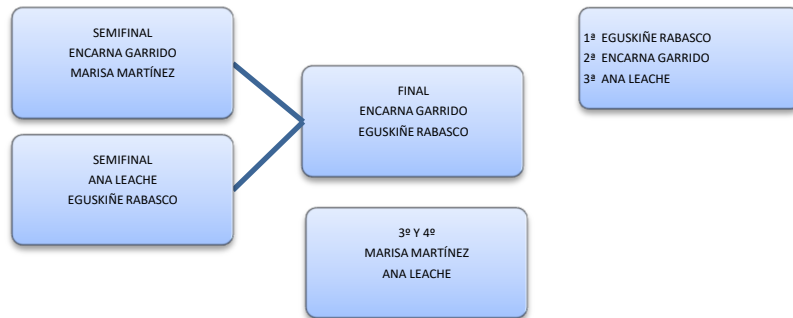 SEMIFINAL
ENCARNA GARRIDO
MARISA MARTÍNEZ
SEMIFINAL
ANA LEACHE
EGUSKIÑE RABASCO
FINAL
ENCARNA GARRIDO
EGUSKIÑE RABASCO
3º Y 4º
MARISA MARTÍNEZ
ANA LEACHE
1ª EGUSKIÑE RABASCO
2ª ENCARNA GARRIDO
3ª ANA LEACHE